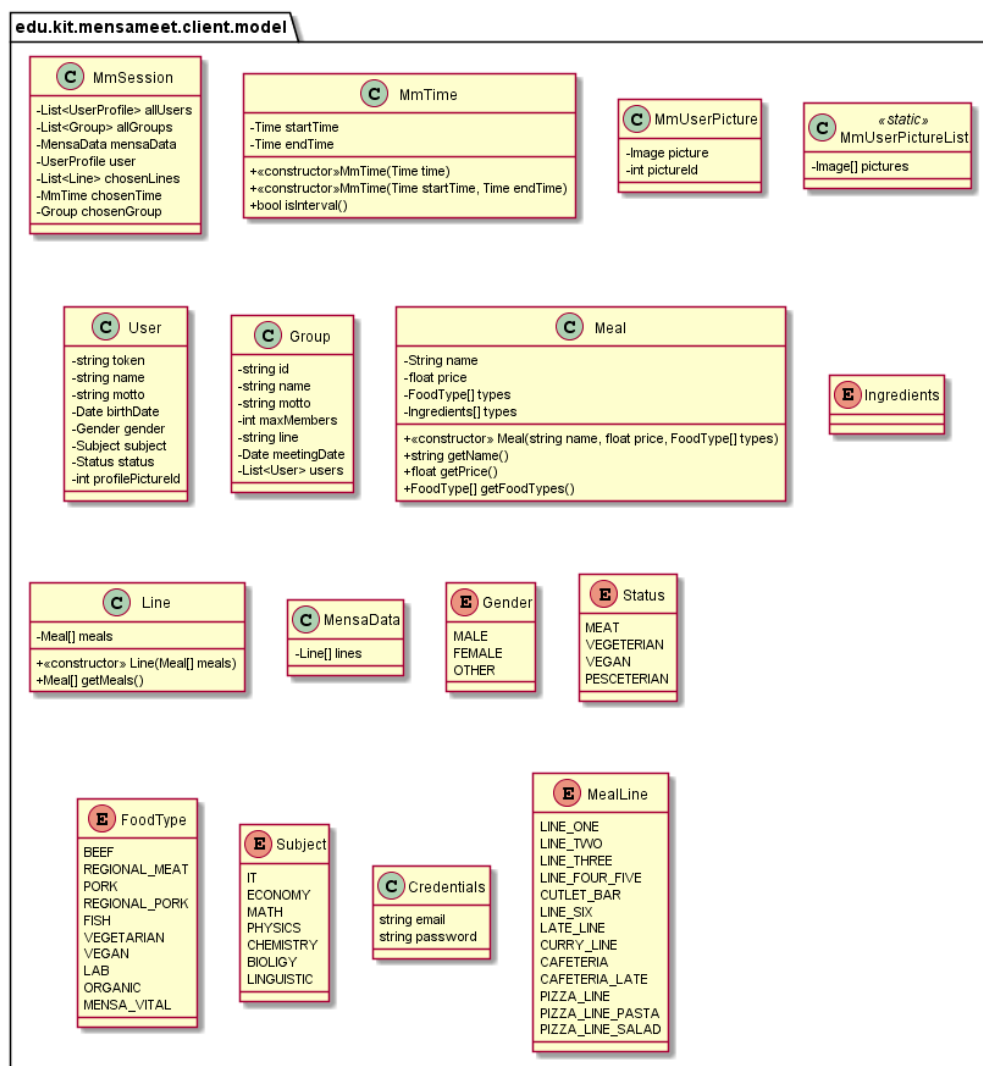 edu.kit.mensameet.client.model
C MmSession
-List<UserProfile> allUsers
-List<Group> allGroups
-MensaData mensaData
-UserProfile user
-List<Line> chosenLines
-MmTime chosenTime
-Group chosenGroup
C MmTime
-Time startTime
-Time endTime
+«constructor»MmTime(Time time)
+«constructor»MmTime(Time startTime, Time endTime)
+bool isInterval()
C MmUserPicture
-Image picture
-int pictureId
C «static»
MmUserPictureList
-Image[] pictures
C User
-string token
-string name
-string motto
-Date birthDate
-Gender gender
-Subject subject
-Status status
-int profilePictureId
C Group
-string id
-string name
-string motto
-int maxMembers
-string line
-Date meetingDate
-List<User> users
C Meal
-String name
-float price
-FoodType[] types
-Ingredients[] types
+«constructor» Meal(string name, float price, FoodType[] types)
+string getName()
+float getPrice()
+FoodType[] getFoodTypes()
E Ingredients
C Line
-Meal[] meals
+«constructor» Line(Meal[] meals)
+Meal[] getMeals()
C MensaData
-Line[] lines
E Gender
MALE
FEMALE
OTHER
E Status
MEAT
VEGETERIAN
VEGAN
PESCETERIAN
E FoodType
BEEF
REGIONAL_MEAT
PORK
REGIONAL_PORK
FISH
VEGETARIAN
VEGAN
LAB
ORGANIC
MENSA_VITAL
E Subject
IT
ECONOMY
MATH
PHYSICS
CHEMISTRY
BIOLIGY
LINGUISTIC
C Credentials
string email
string password
E MealLine
LINE_ONE
LINE_TWO
LINE_THREE
LINE_FOUR_FIVE
CUTLET_BAR
LINE_SIX
LATE_LINE
CURRY_LINE
CAFETERIA
CAFETERIA_LATE
PIZZA_LINE
PIZZA_LINE_PASTA
PIZZA_LINE_SALAD